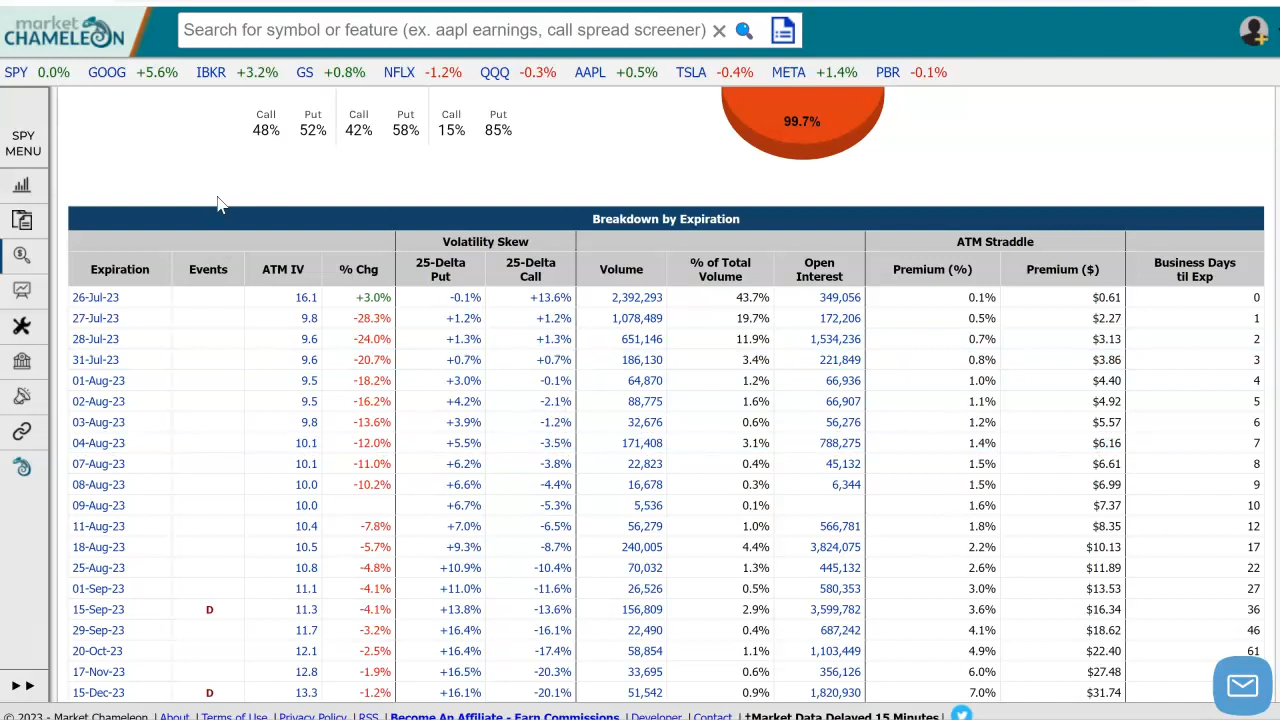 market
CHAMELEON
Search for symbol or feature (ex. aapl earnings, call spread screener)
SPY 0.0% GOOG +5.6% IBKR +3.2% GS +0.8% NFLX -1.2% QQQ -0.3% AAPL +0.5% TSLA -0.4% META +1.4% PBR -0.1%
SPY
MENU
Call Put Call Put Call Put
48% 52% 42% 58% 15% 85%
99.7%
Breakdown by Expiration
Volatility Skew ATM Straddle
Expiration Events ATM IV % Chg 25-Delta Put 25-Delta Call Volume % of Total Volume Open Interest Premium (%) Premium ($) Business Days til Exp
26-Jul-23 16.1 +3.0% -0.1% +13.6% 2,392,293 43.7% 349,056 0.1% $0.61 0
27-Jul-23 9.8 -28.3% +1.2% +1.2% 1,078,489 19.7% 172,206 0.5% $2.27 1
28-Jul-23 9.6 -24.0% +1.3% +1.3% 651,146 11.9% 1,534,236 0.7% $3.13 2
31-Jul-23 9.6 -20.7% +0.7% +0.7% 186,130 3.4% 221,849 0.8% $3.86 3
01-Aug-23 9.5 -18.2% +3.0% -0.1% 64,870 1.2% 66,936 1.0% $4.40 4
02-Aug-23 9.5 -16.2% +4.2% -2.1% 88,775 1.6% 66,907 1.1% $4.92 5
03-Aug-23 9.8 -13.6% +3.9% -1.2% 32,676 0.6% 56,276 1.2% $5.57 6
04-Aug-23 10.1 -12.0% +5.5% -3.5% 171,408 3.1% 788,275 1.4% $6.16 7
07-Aug-23 10.1 -11.0% +6.2% -3.8% 22,823 0.4% 45,132 1.5% $6.61 8
08-Aug-23 10.0 -10.2% +6.6% -4.4% 16,678 0.3% 6,344 1.5% $6.99 9
09-Aug-23 10.0 +6.7% -5.3% 5,536 0.1% 1.6% $7.37 10
11-Aug-23 10.4 -7.8% +7.0% -6.5% 56,279 1.0% 566,781 1.8% $8.35 12
18-Aug-23 10.5 -5.7% +9.3% -8.7% 240,005 4.4% 3,824,075 2.2% $10.13 17
25-Aug-23 10.8 -4.8% +10.9% -10.4% 70,032 1.3% 445,132 2.6% $11.89 22
01-Sep-23 11.1 -4.1% +11.0% -11.6% 26,526 0.5% 580,353 3.0% $13.53 27
15-Sep-23 D 11.3 -4.1% +13.8% -13.6% 156,809 2.9% 3,599,782 3.6% $16.34 36
29-Sep-23 11.7 -3.2% +16.4% -16.1% 22,490 0.4% 687,242 4.1% $18.62 46
20-Oct-23 12.1 -2.5% +16.4% -17.4% 58,854 1.1% 1,103,449 4.9% $22.40 61
17-Nov-23 12.8 -1.9% +16.5% -20.3% 33,695 0.6% 356,126 6.0% $27.48
15-Dec-23 D 13.3 -1.2% +16.1% -20.1% 51,542 0.9% 1,820,930 7.0% $31.74
© 2023 - Market Chameleon | About | Terms of Use | Privacy Policy | RSS | Become An Affiliate - Earn Commissions | Developer | Contact | †Market Data Delayed 15 Minutes |